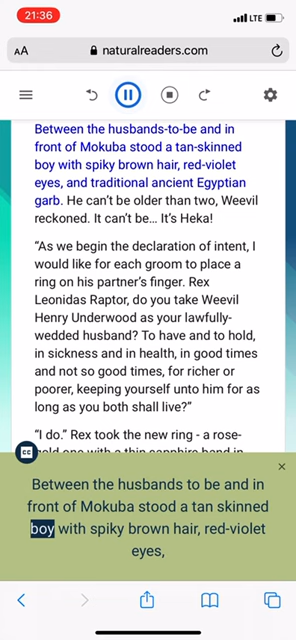 21:36
LTE
AA
naturalreaders.com
Between the husbands-to-be and in
front of Mokuba stood a tan-skinned
boy with spiky brown hair, red-violet
eyes, and traditional ancient Egyptian
garb. He can't be older than two, Weevil
reckoned. It can't be… It's Heka!
“As we begin the declaration of intent, I
would like for each groom to place a
ring on his partner's finger. Rex
Leonidas Raptor, do you take Weevil
Henry Underwood as your lawfully-
wedded husband? To have and to hold,
in sickness and in health, in good times
and not so good times, for richer or
poorer, keeping yourself unto him for as
long as you both shall live?”
“I do.” Rex took the new ring - a rose-
gold one with a thin sapphire band in
CC
Between the husbands to be and in
front of Mokuba stood a tan skinned
boy with spiky brown hair, red-violet
eyes,